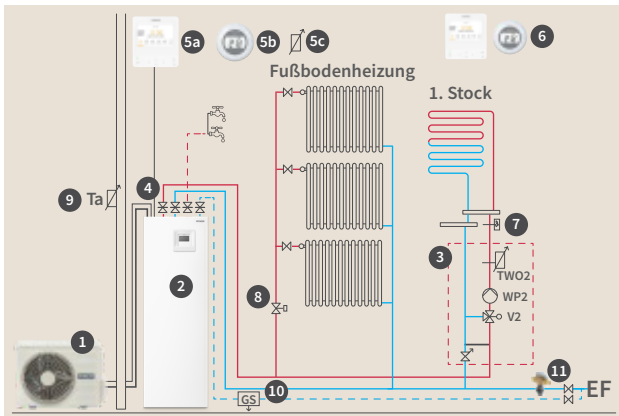 5a
5b
5c
6
Fußbodenheizung
1. Stock
9 Ta
4
7
3
TWO2
2
8
WP2
V2
1
10
11
GS
EF